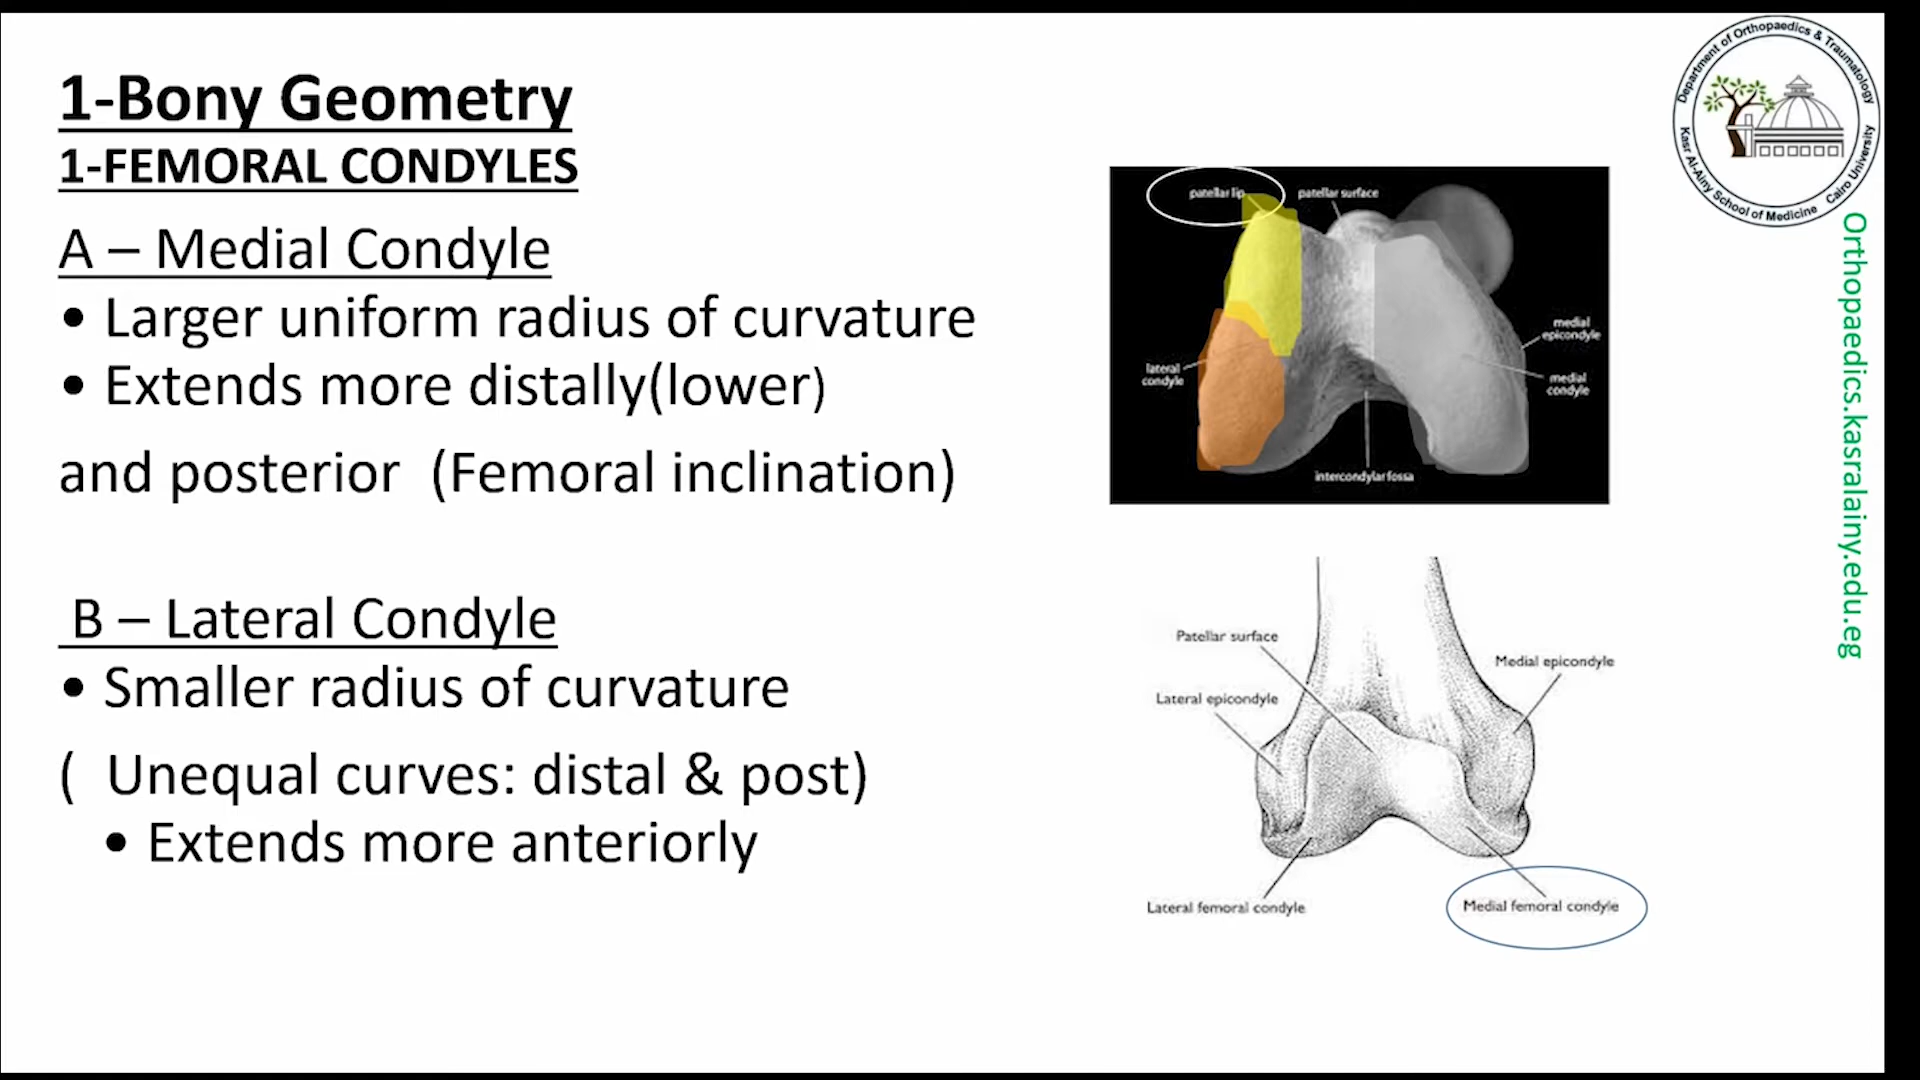 1-Bony Geometry
1-FEMORAL CONDYLES
A – Medial Condyle
• Larger uniform radius of curvature
• Extends more distally(lower)
and posterior (Femoral inclination)
B – Lateral Condyle
• Smaller radius of curvature
( Unequal curves: distal & post)
• Extends more anteriorly
patellar lip
patellar surface
medial
epicondyle
lateral
condyle
medial
condyle
intercondylar fossa
Patellar surface
Medial epicondyle
Lateral epicondyle
Lateral femoral condyle
Medial femoral condyle
Department of Orthopaedics & Traumatology
Kasr Al-Ainy School of Medicine Cairo University
Orthopaedics.kasralainy.edu.eg